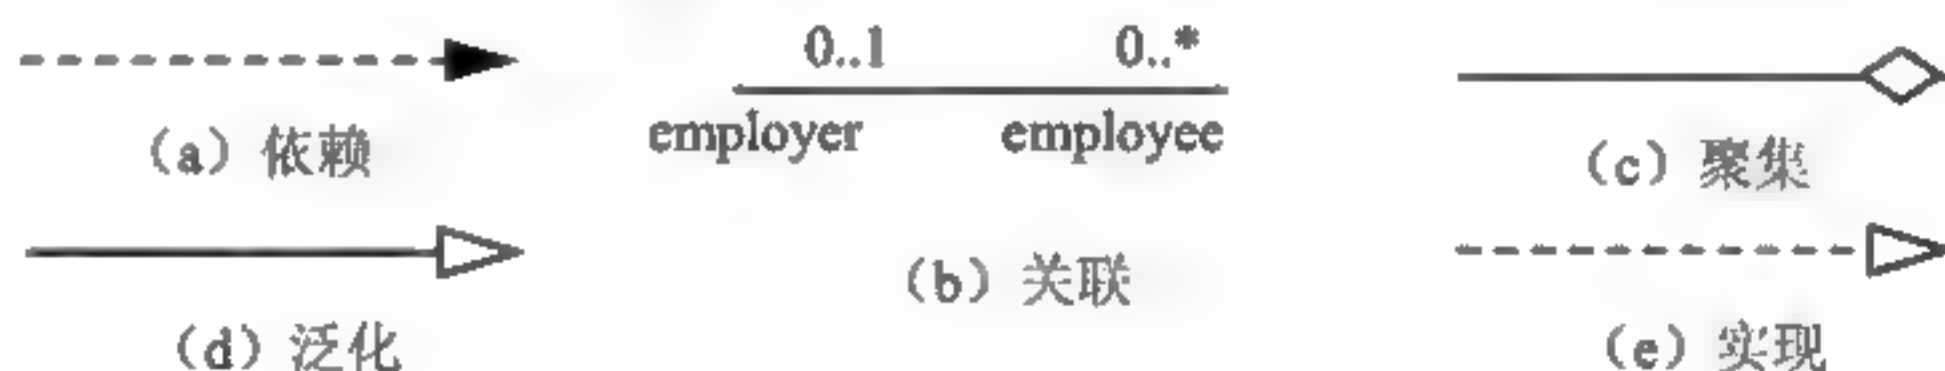 0..1 0..*
employer employee
(a) 依赖
(c) 聚集
(b) 关联
(d) 泛化
(e) 实现